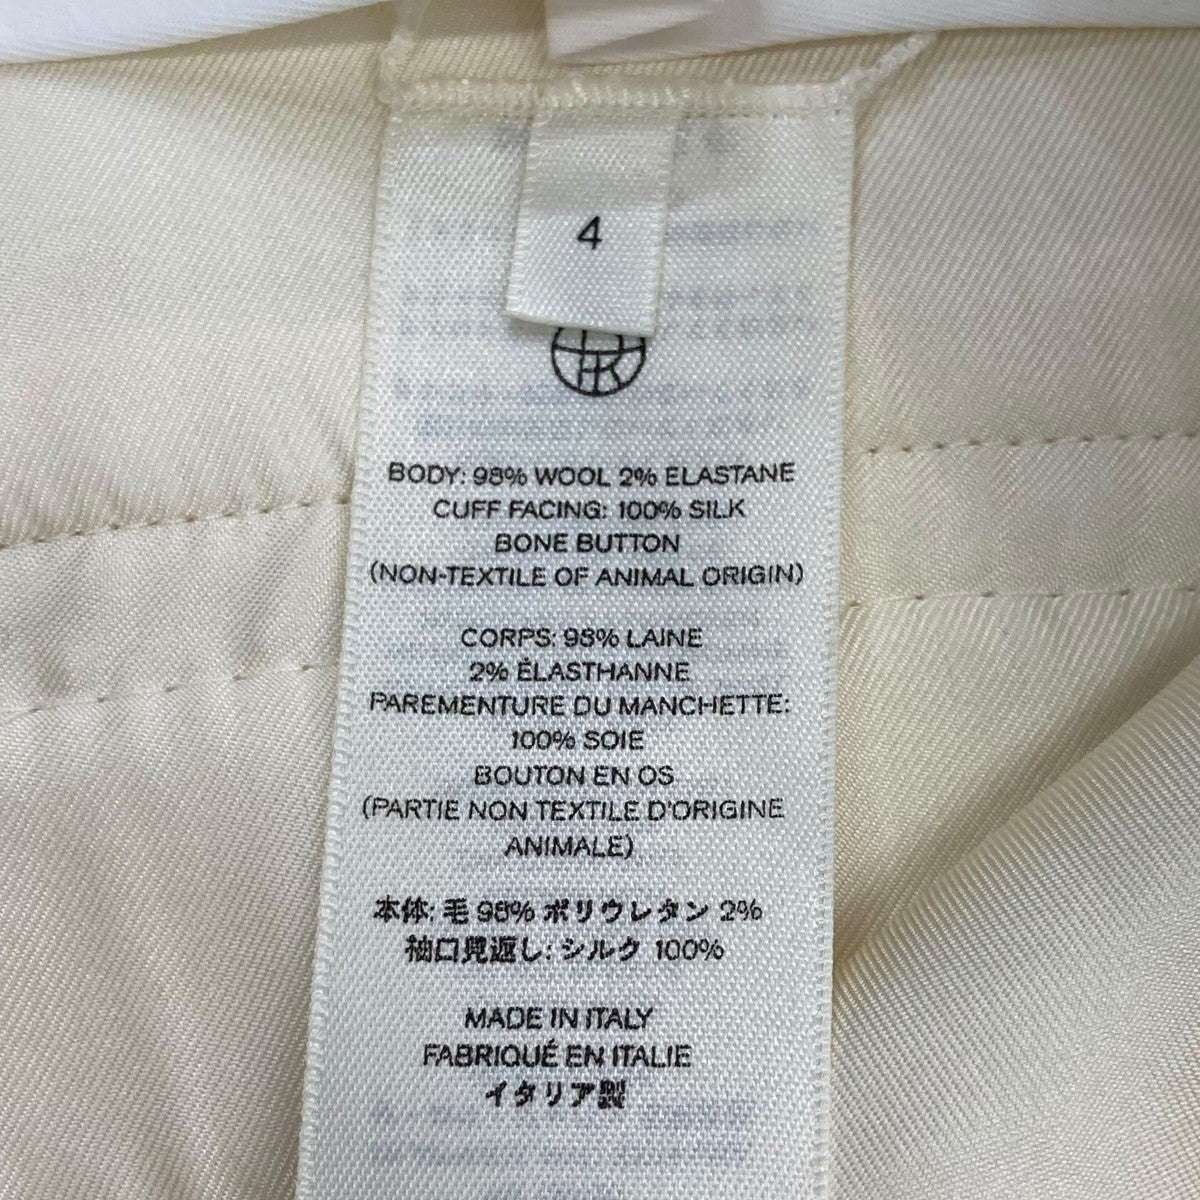 4
BODY: 98% WOOL 2% ELASTANE
CUFF FACING: 100% SILK
BONE BUTTON
(NON-TEXTILE OF ANIMAL ORIGIN)
CORPS: 98% LAINE
2% ÉLASTHANNE
PAREMENTURE DU MANCHETTE:
100% SOIE
BOUTON EN OS
(PARTIE NON TEXTILE D'ORIGINE
ANIMALE)
本体: 毛 98% ポリウレタン 2%
袖口見返し: シルク 100%
MADE IN ITALY
FABRIQUÉ EN ITALIE
イタリア製